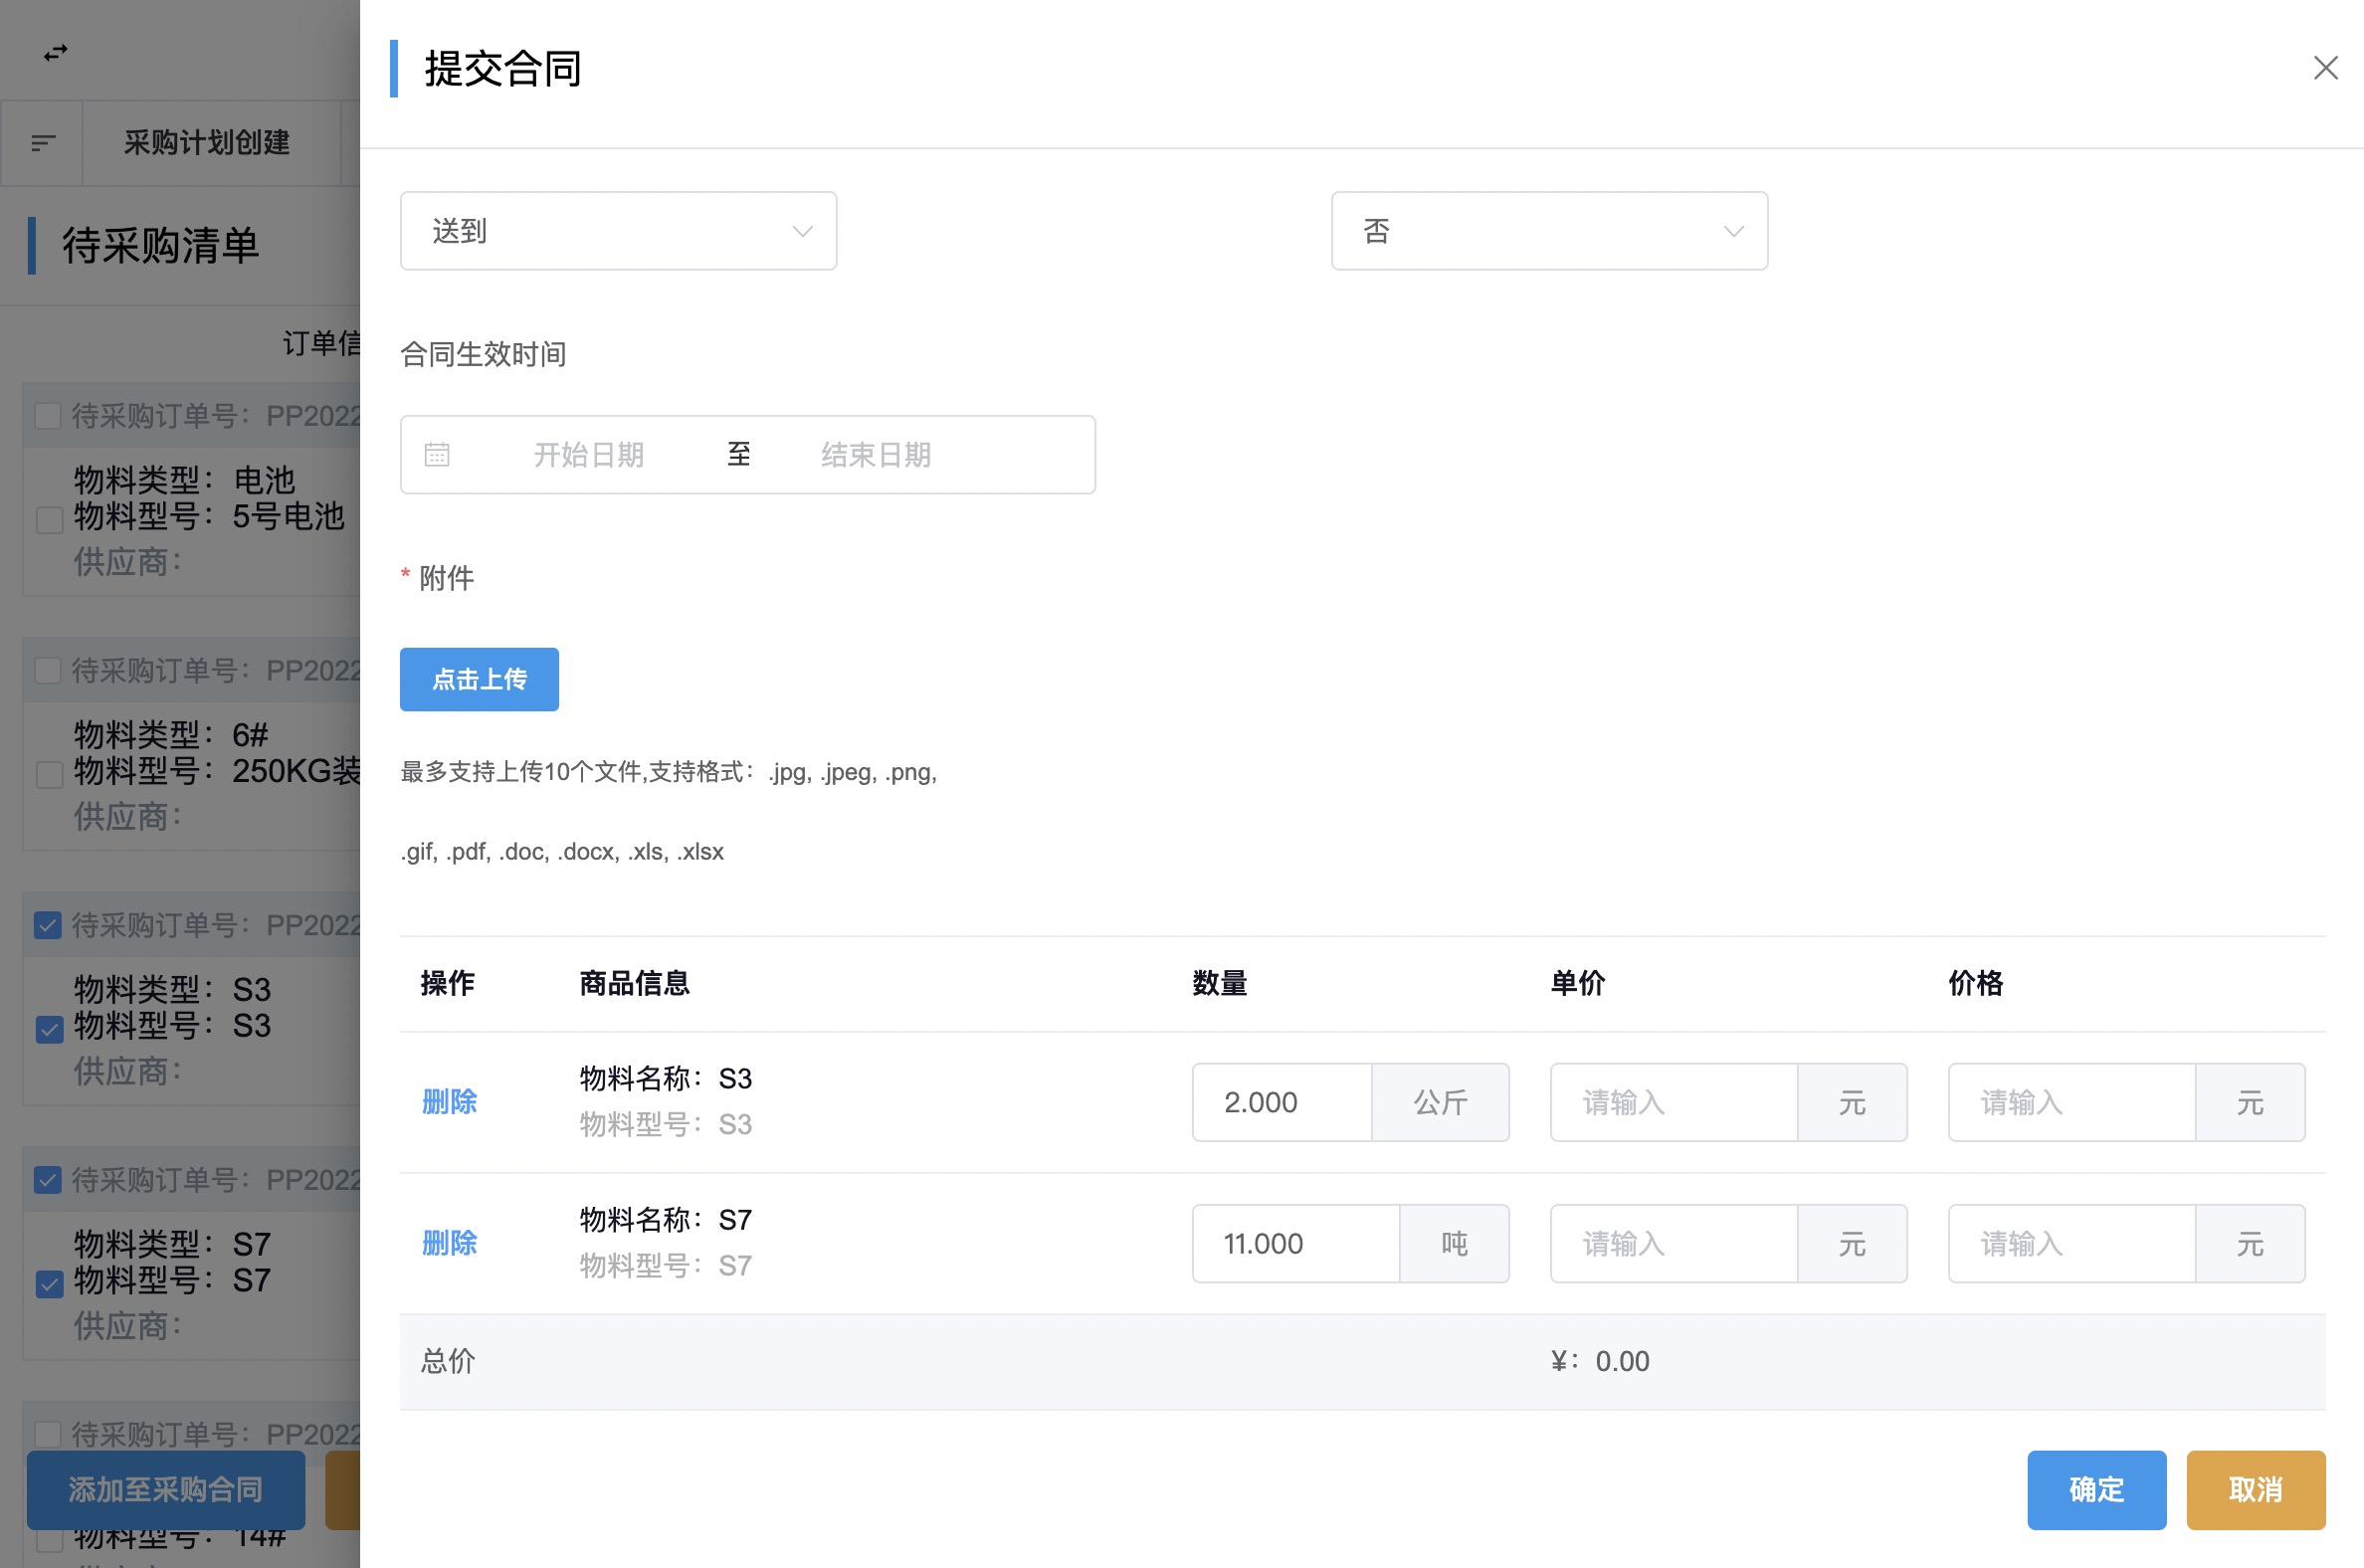 采购计划创建
待采购清单
订单信
待采购订单号：PP2022
物料类型：电池
物料型号：5号电池
供应商：
待采购订单号：PP2022
物料类型：6#
物料型号：250KG装
供应商：
待采购订单号：PP2022
物料类型：S3
物料型号：S3
供应商：
待采购订单号：PP2022
物料类型：S7
物料型号：S7
供应商：
待采购订单号：PP2022
添加至采购合同
物料型号：14#
提交合同
送到 否
合同生效时间
开始日期 至 结束日期
* 附件
点击上传
最多支持上传10个文件,支持格式：.jpg, .jpeg, .png,
.gif, .pdf, .doc, .docx, .xls, .xlsx
操作 商品信息 数量 单价 价格
删除 物料名称：S3 2.000 公斤 请输入 元 请输入 元
物料型号：S3
删除 物料名称：S7 11.000 吨 请输入 元 请输入 元
物料型号：S7
总价 ¥：0.00
确定 取消